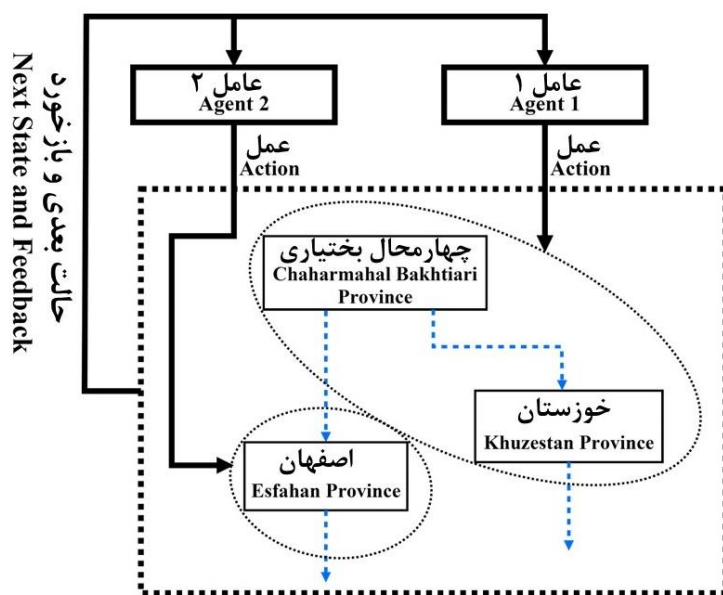 عامل ۲
Agent 2
عامل ۱
Agent 1
عمل
Action
عمل
Action
حالت بعدی و بازخورد
Next State and Feedback
چهارمحال بختیاری
Chaharmahal Bakhtiari
Province
خوزستان
Khuzestan Province
اصفهان
Esfahan Province